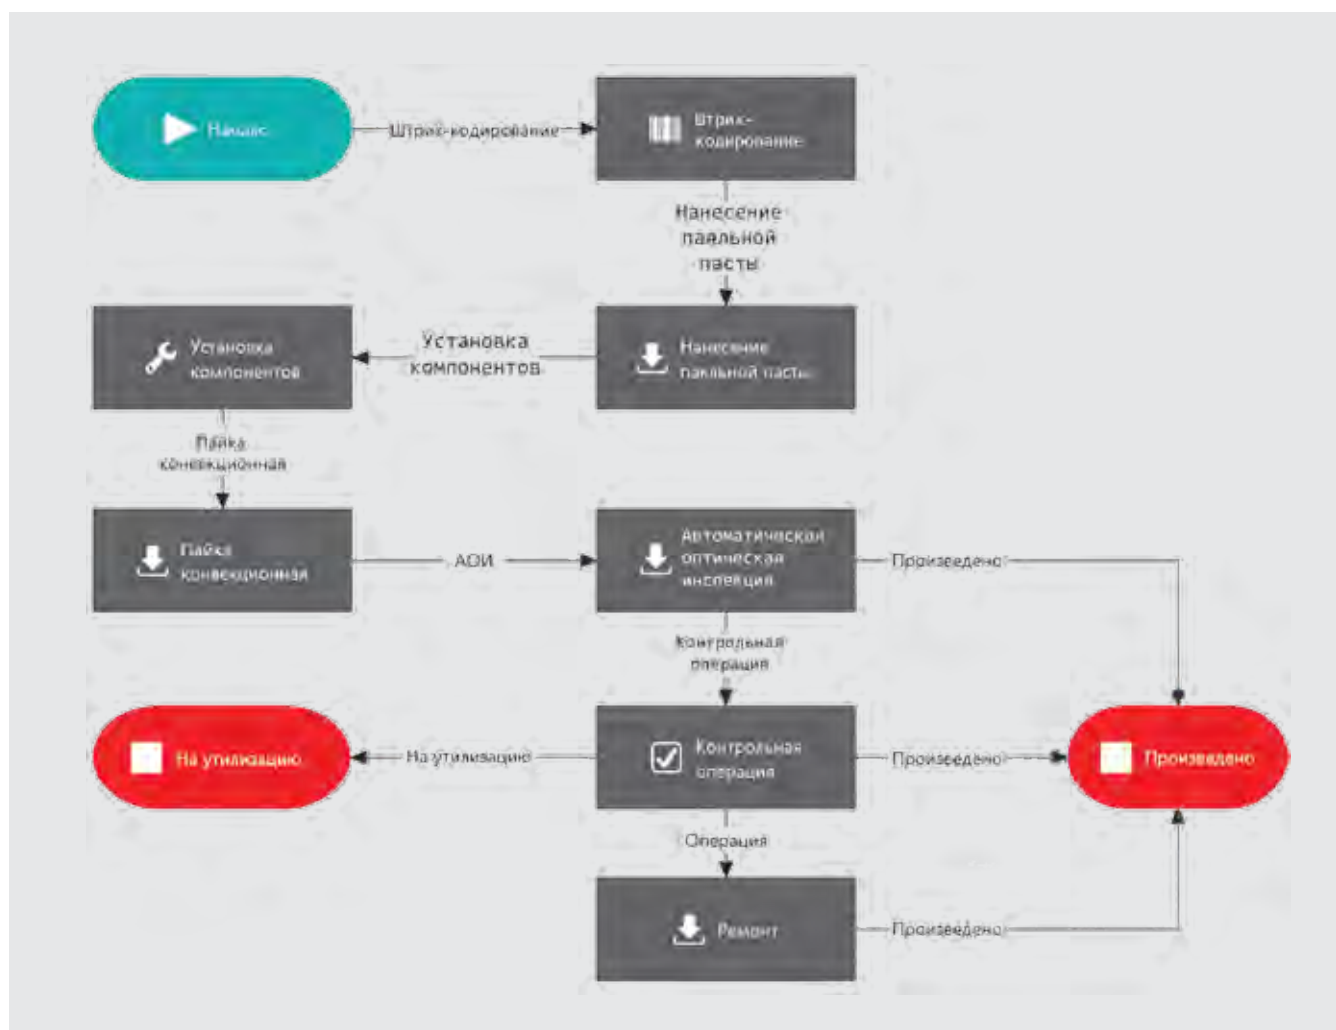 Начало
Штрих-кодирование
Штрих-
кодирование
Нанесение
паяльной
пасты
Установка
компонентов
Установка
компонентов
Нанесение
паяльной пасты
Пайка
конвекционная
Пайка
конвекционная
АОИ
Автоматическая
оптическая
инспекция
Произведено
Контрольная
операция
На утилизацию
На утилизацию
Контрольная
операция
Произведено
Произведено
Операция
Ремонт
Произведено